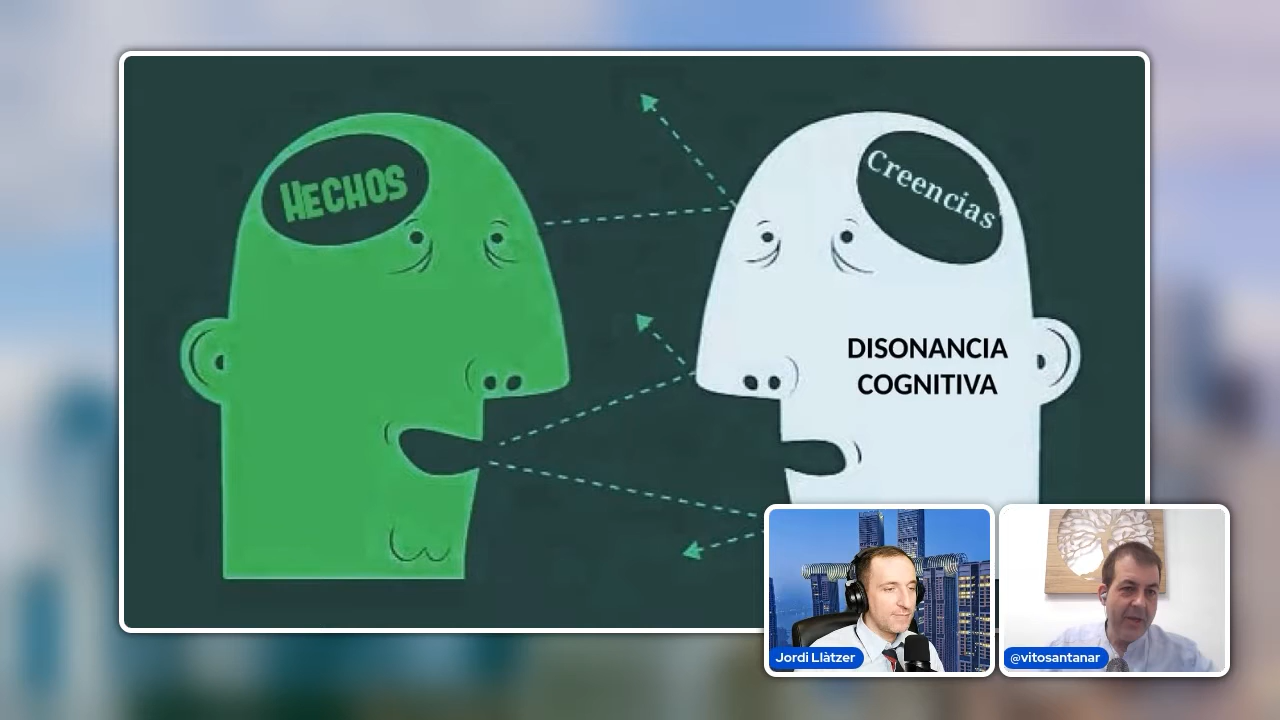 HECHOS
Creencias
DISONANCIA
COGNITIVA
Jordi Llàtzer
@vitosantanar